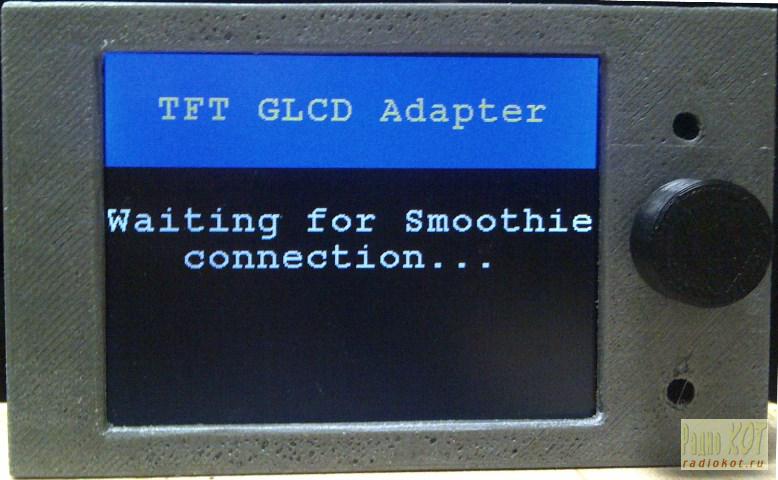 TFT GLCD Adapter
Waiting for Smoothie
connection...
Радио КОТ
radiokot.ru